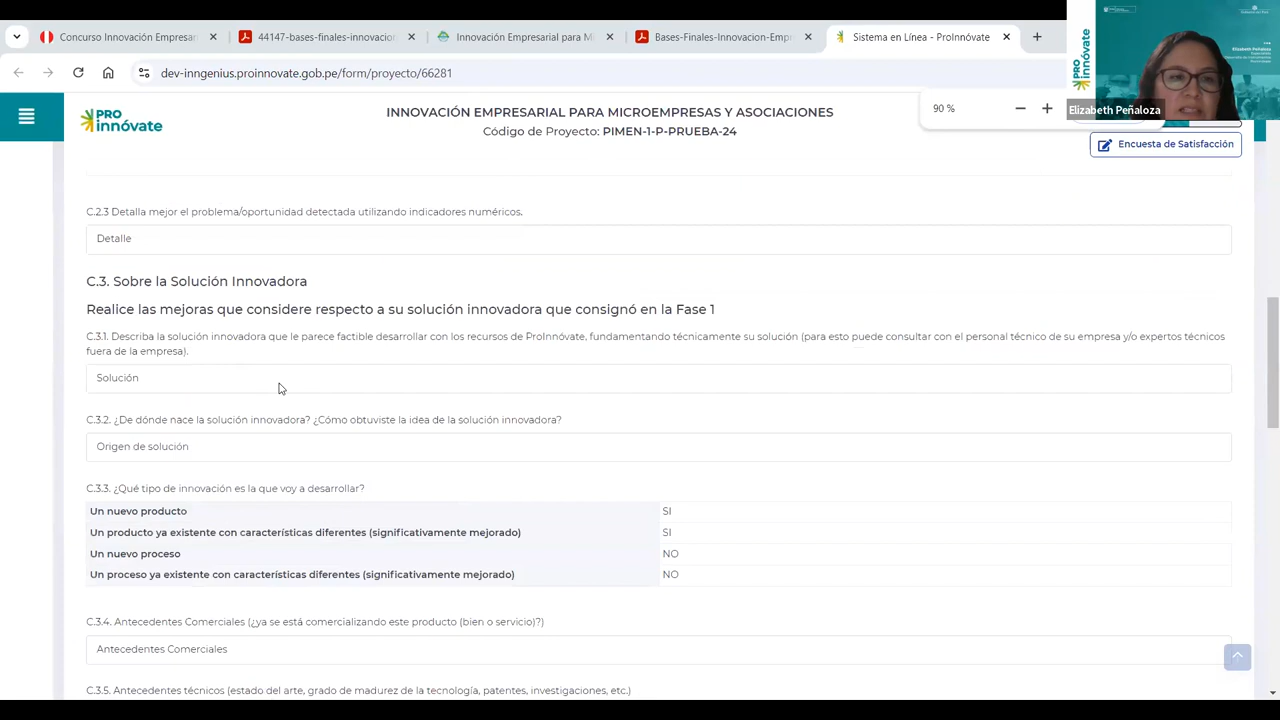 Concurso Innovación Empresar
44147-bases-finales-innovacion
Innovación Empresarial para Mi
Bases-Finales-Innovacion-Empr
Sistema en Línea - ProInnóvate
dev-inngenius.proinnovate.gob.pe/form/proyecto/66281
PRO innóvate
Elizabeth Peñaloza
90 %
PRO
innóvate
INNOVACIÓN EMPRESARIAL PARA MICROEMPRESAS Y ASOCIACIONES
Código de Proyecto: PIMEN-1-P-PRUEBA-24
Encuesta de Satisfacción
C.2.3 Detalla mejor el problema/oportunidad detectada utilizando indicadores numéricos.
Detalle
C.3. Sobre la Solución Innovadora
Realice las mejoras que considere respecto a su solución innovadora que consignó en la Fase 1
C.3.1. Describa la solución innovadora que le parece factible desarrollar con los recursos de ProInnóvate, fundamentando técnicamente su solución (para esto puede consultar con el personal técnico de su empresa y/o expertos técnicos
fuera de la empresa).
Solución
C.3.2. ¿De dónde nace la solución innovadora? ¿Cómo obtuviste la idea de la solución innovadora?
Origen de solución
C.3.3. ¿Qué tipo de innovación es la que voy a desarrollar?
Un nuevo producto SI
Un producto ya existente con características diferentes (significativamente mejorado) SI
Un nuevo proceso NO
Un proceso ya existente con características diferentes (significativamente mejorado) NO
C.3.4. Antecedentes Comerciales (¿ya se está comercializando este producto (bien o servicio)?)
Antecedentes Comerciales
C.3.5. Antecedentes técnicos (estado del arte, grado de madurez de la tecnología, patentes, investigaciones, etc.)